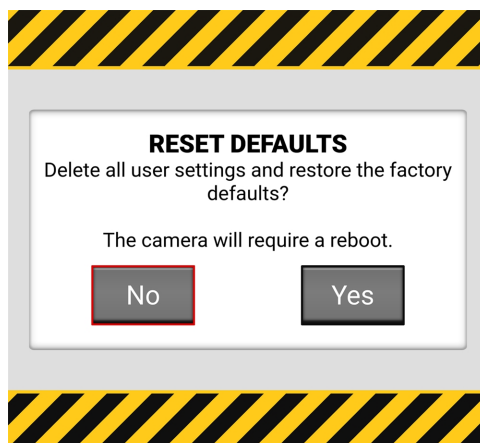 RESET DEFAULTS
Delete all user settings and restore the factory
defaults?
The camera will require a reboot.
No
Yes